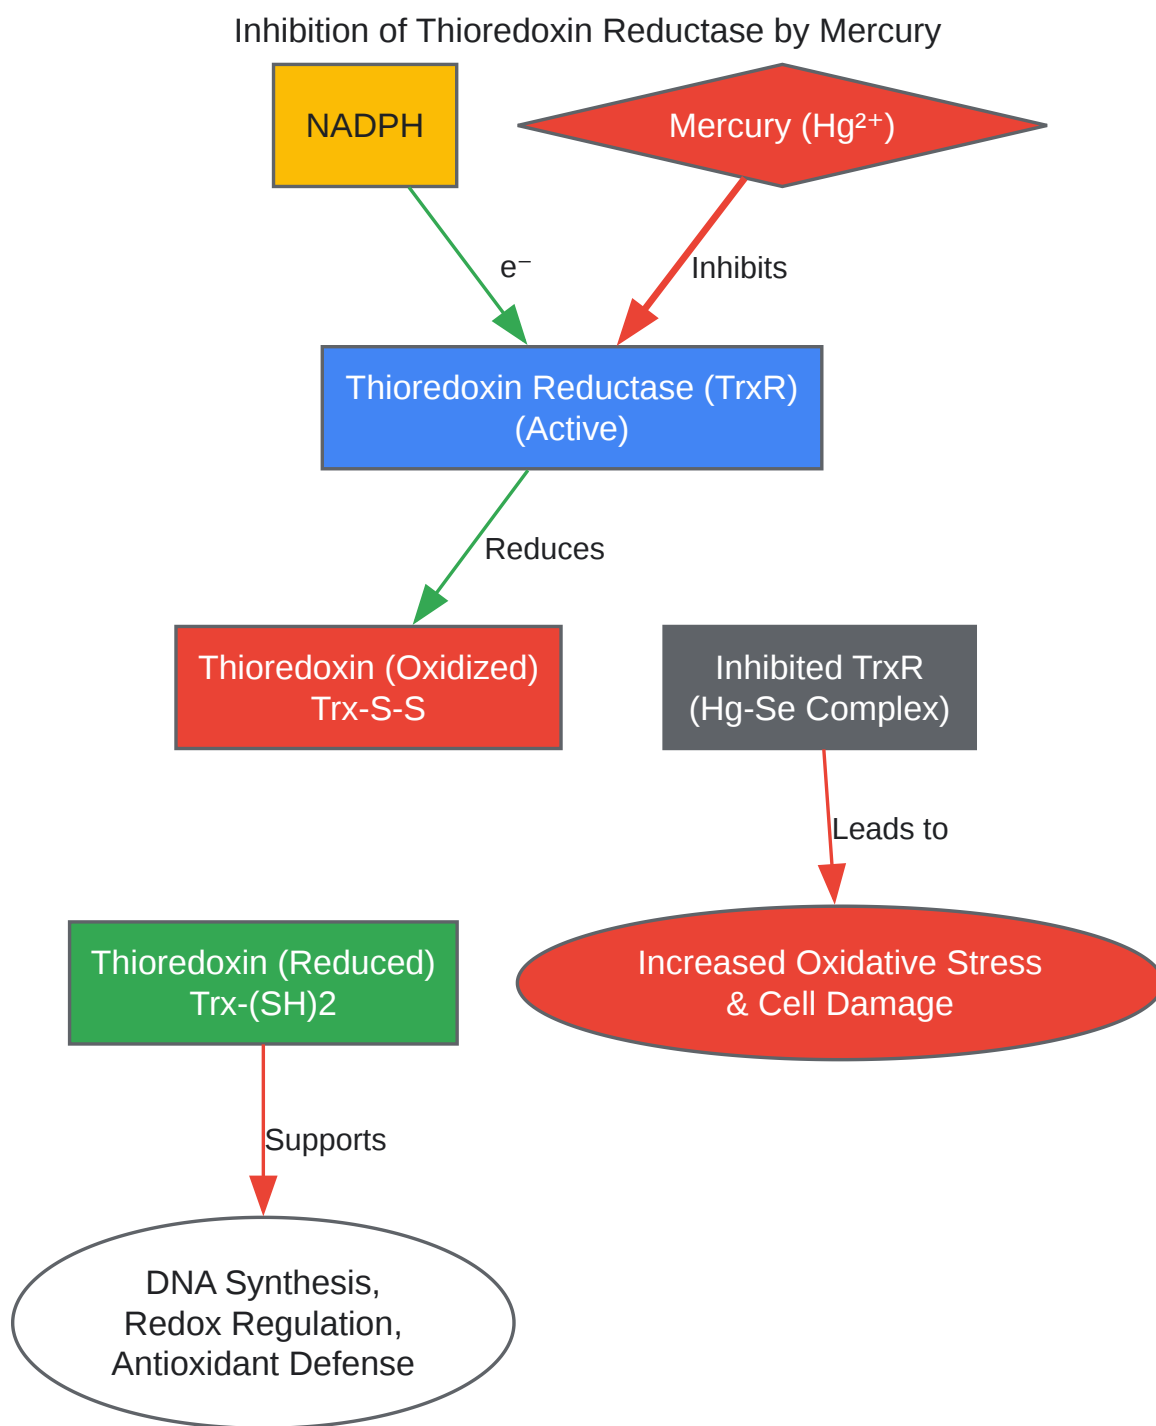 Inhibition of Thioredoxin Reductase by Mercury
NADPH
Mercury (Hg²⁺)
e⁻
Inhibits
Thioredoxin Reductase (TrxR)
(Active)
Reduces
Thioredoxin (Oxidized)
Trx-S-S
Inhibited TrxR
(Hg-Se Complex)
Leads to
Thioredoxin (Reduced)
Trx-(SH)2
Increased Oxidative Stress
& Cell Damage
Supports
DNA Synthesis,
Redox Regulation,
Antioxidant Defense